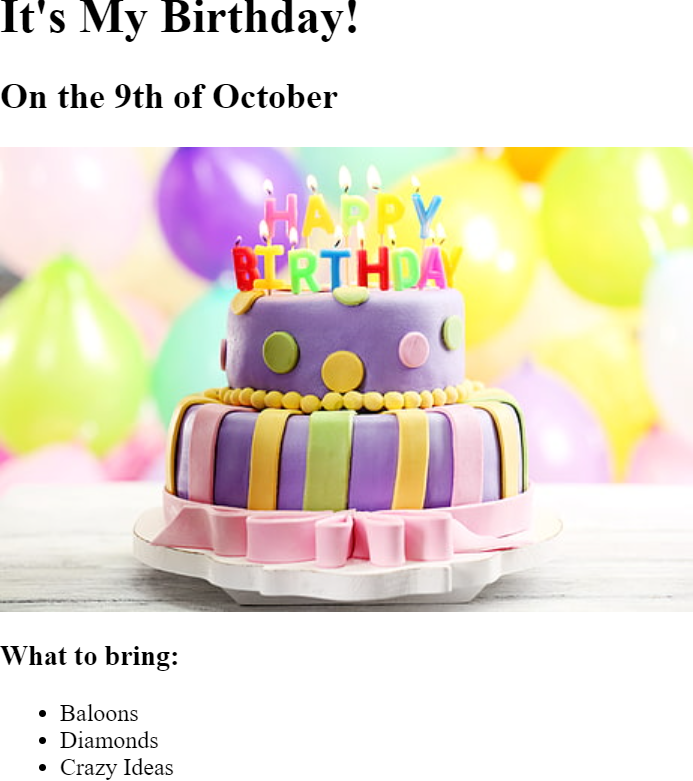 It's My Birthday!
On the 9th of October
HAPPY
BIRTHDAY
What to bring:
Baloons
Diamonds
Crazy Ideas